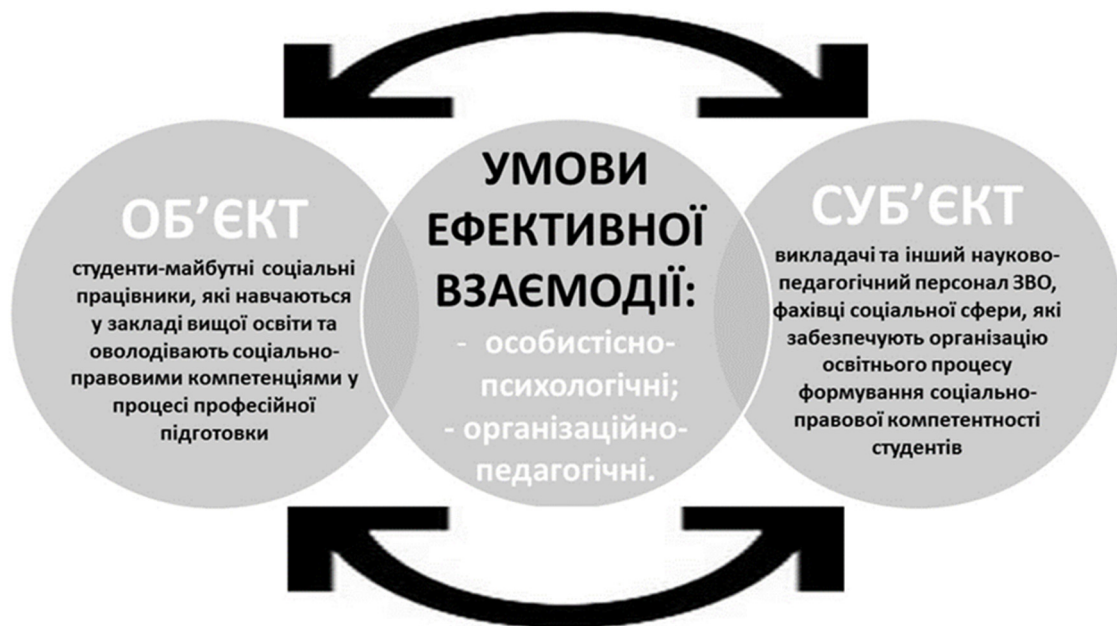 ОБ’ЄКТ
студенти-майбутні соціальні
працівники, які навчаються
у закладі вищої освіти та
оволодівають соціально-
правовими компетенціями у
процесі професійної
підготовки
УМОВИ
ЕФЕКТИВНОЇ
ВЗАЄМОДІЇ:
- особистісно-
психологічні;
- організаційно-
педагогічні.
СУБ’ЄКТ
викладачі та інший науково-
педагогічний персонал ЗВО,
фахівці соціальної сфери, які
забезпечують організацію
освітнього процесу
формування соціально-
правової компетентності
студентів